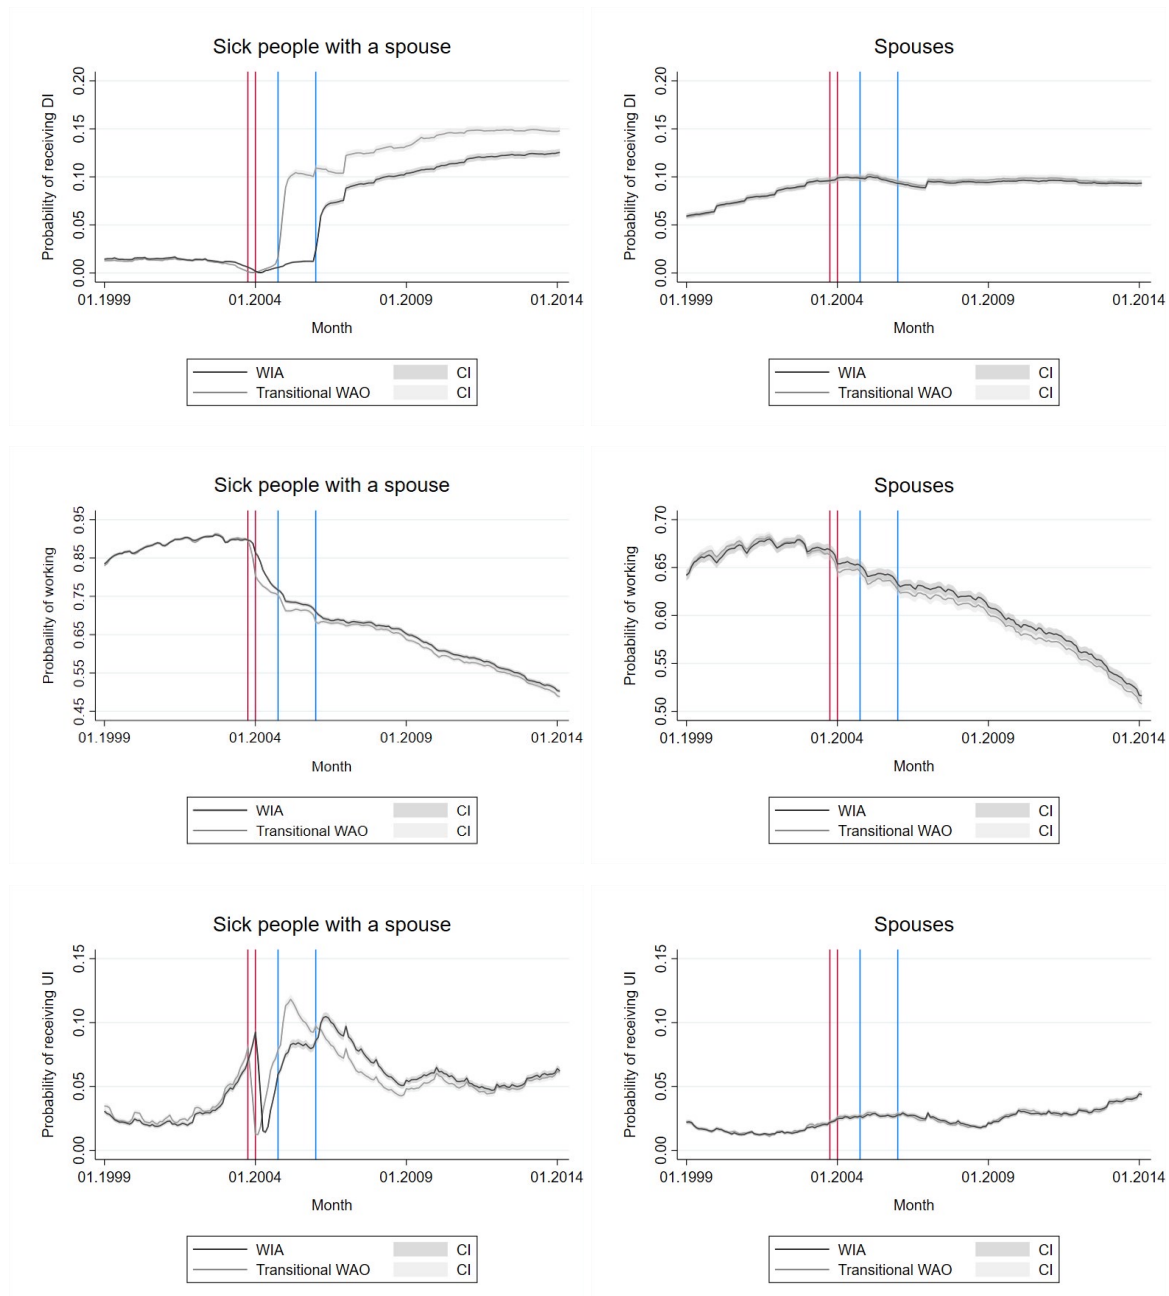 Sick people with a spouse
Probability of receiving DI
0.20
0.15
0.10
0.05
0.00
01.1999 01.2004 01.2009 01.2014
Month
WIA CI
Transitional WAO CI
Spouses
Probability of receiving DI
0.20
0.15
0.10
0.05
0.00
01.1999 01.2004 01.2009 01.2014
Month
WIA CI
Transitional WAO CI
Sick people with a spouse
Probbaility of working
0.95
0.85
0.75
0.65
0.55
0.45
01.1999 01.2004 01.2009 01.2014
Month
WIA CI
Transitional WAO CI
Spouses
Probability of working
0.70
0.65
0.60
0.55
0.50
01.1999 01.2004 01.2009 01.2014
Month
WIA CI
Transitional WAO CI
Sick people with a spouse
Probability of receiving UI
0.15
0.10
0.05
0.00
01.1999 01.2004 01.2009 01.2014
Month
WIA CI
Transitional WAO CI
Spouses
Probability of receiving UI
0.15
0.10
0.05
0.00
01.1999 01.2004 01.2009 01.2014
Month
WIA CI
Transitional WAO CI